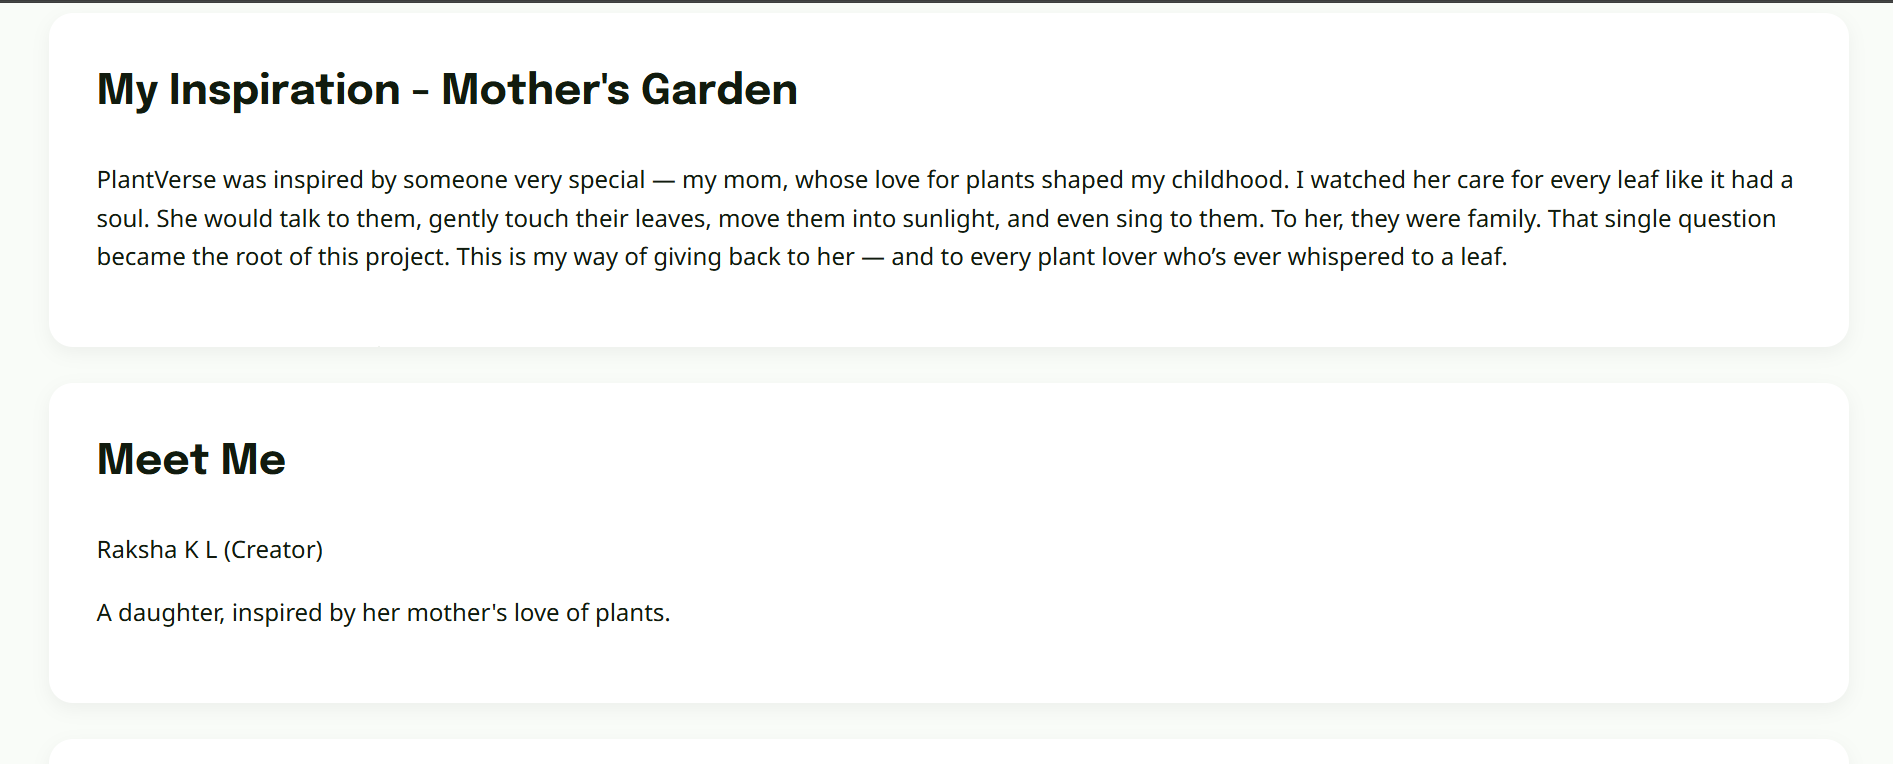 My Inspiration - Mother's Garden
PlantVerse was inspired by someone very special — my mom, whose love for plants shaped my childhood. I watched her care for every leaf like it had a
soul. She would talk to them, gently touch their leaves, move them into sunlight, and even sing to them. To her, they were family. That single question
became the root of this project. This is my way of giving back to her — and to every plant lover who’s ever whispered to a leaf.
Meet Me
Raksha K L (Creator)
A daughter, inspired by her mother's love of plants.